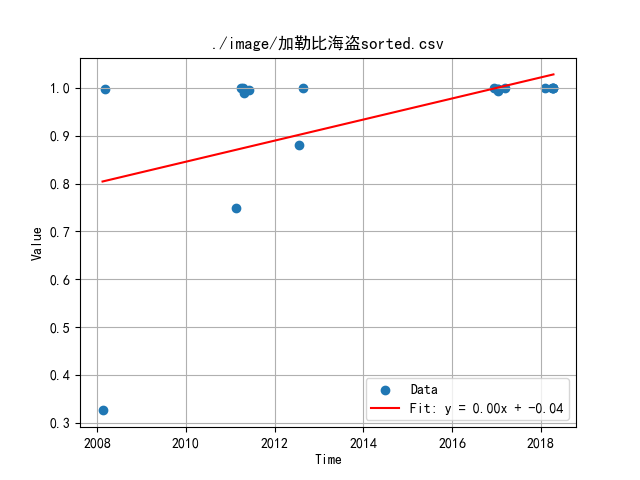 ./image/加勒比海盗sorted.csv
1.0
0.9
0.8
0.7
0.6
0.5
0.4
0.3
Value
Data
Fit: y = 0.00x + -0.04
2008 2010 2012 2014 2016 2018
Time